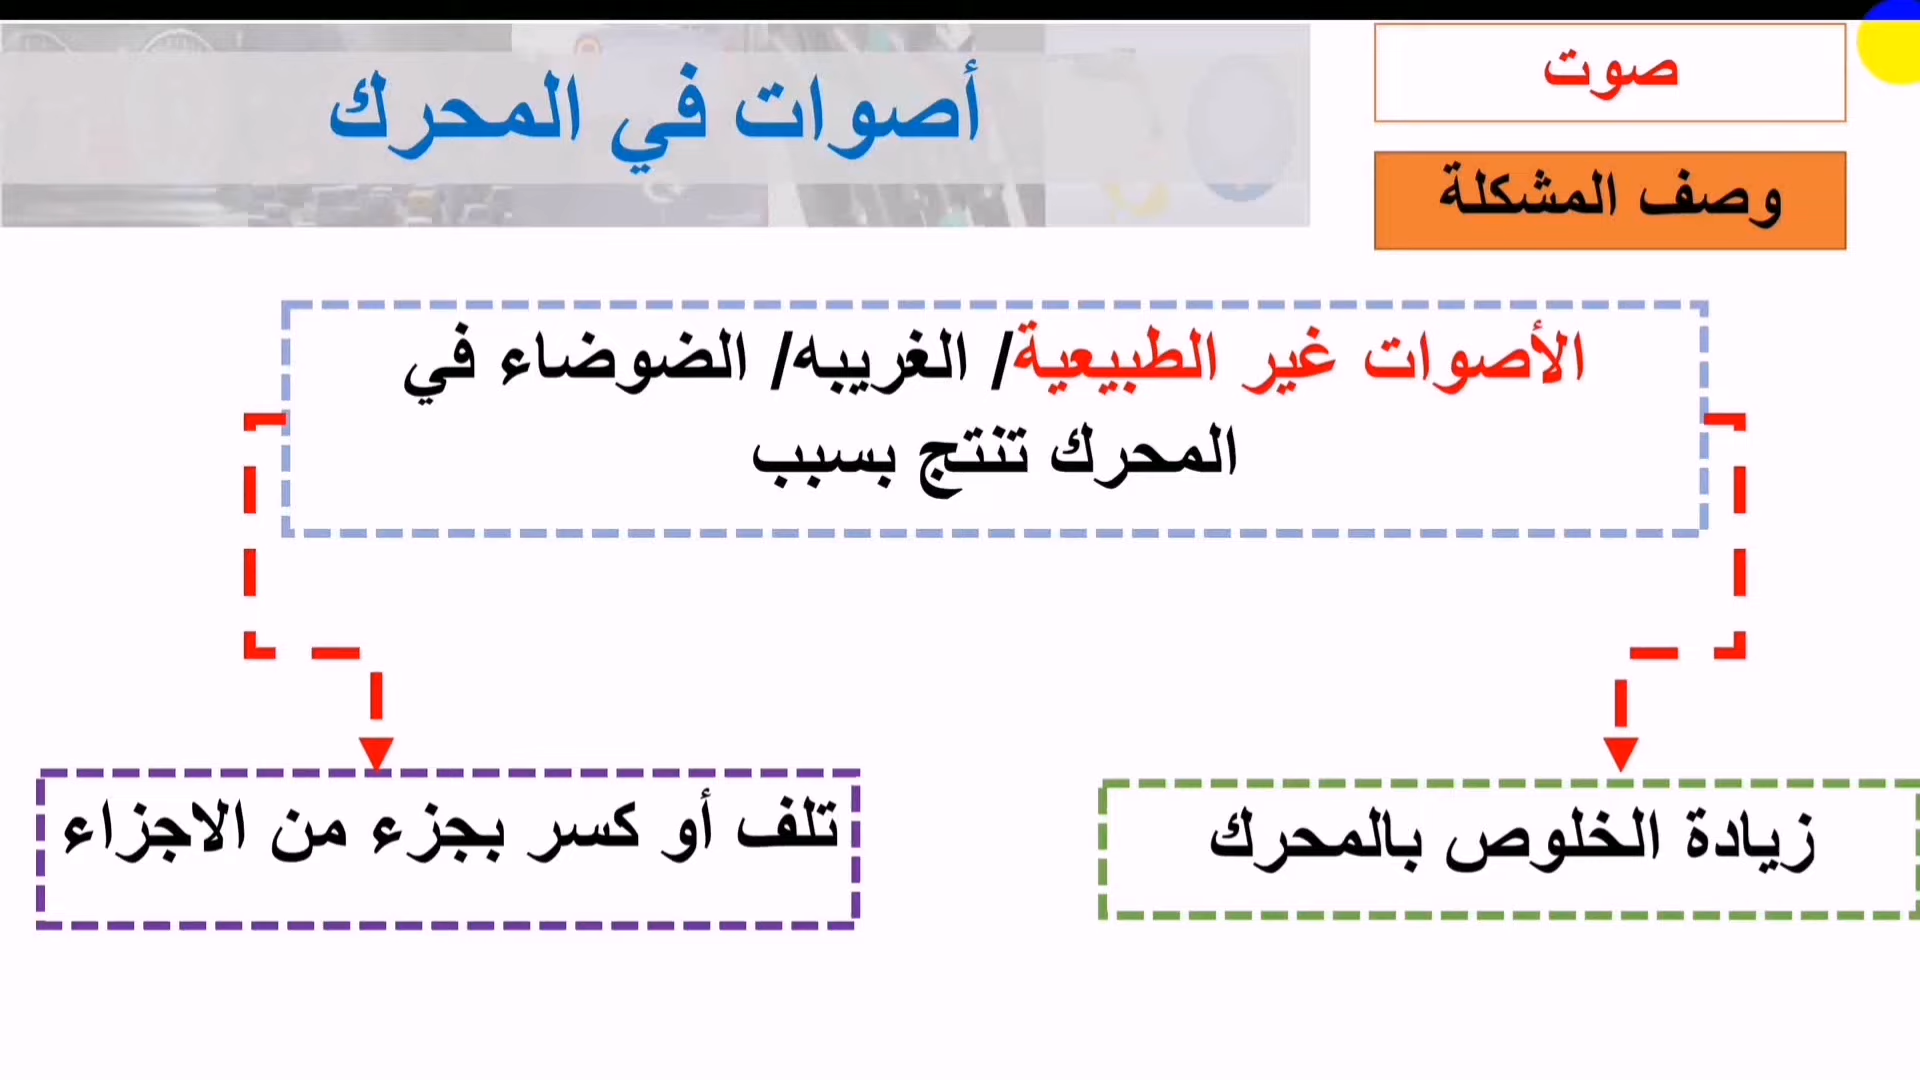 صوت
أصوات في المحرك
وصف المشكلة
الأصوات غير الطبيعية/ الغريبه/ الضوضاء في
المحرك تنتج بسبب
زيادة الخلوص بالمحرك
تلف أو كسر بجزء من الاجزاء